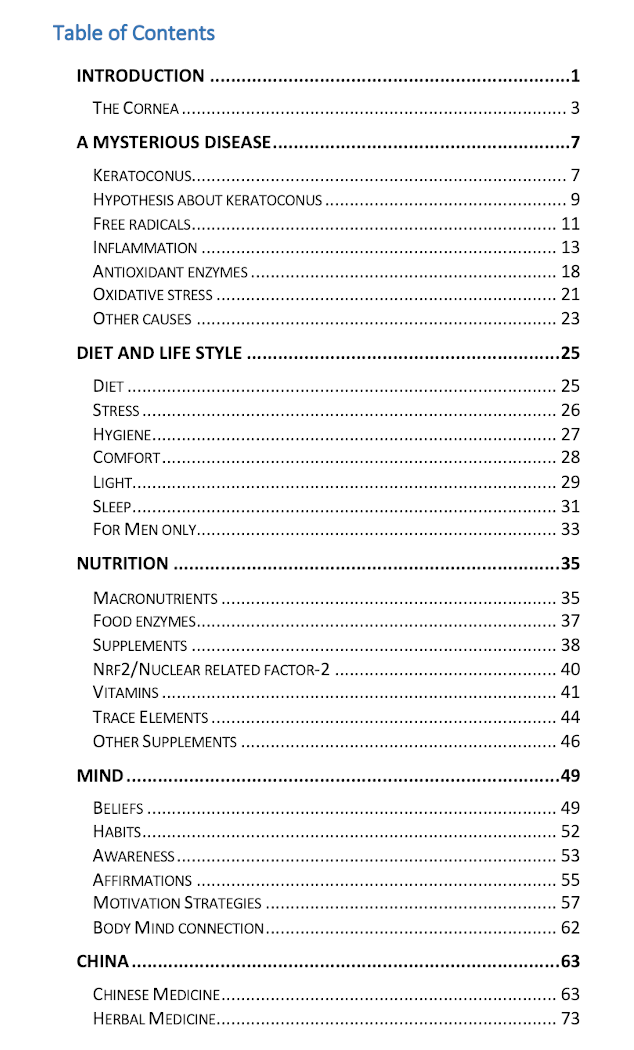 Table of Contents
INTRODUCTION ......................................................................1
THE CORNEA ............................................................................. 3
A MYSTERIOUS DISEASE..........................................................7
KERATOCONUS........................................................................... 7
HYPOTHESIS ABOUT KERATOCONUS ................................................ 9
FREE RADICALS......................................................................... 11
INFLAMMATION ....................................................................... 13
ANTIOXIDANT ENZYMES ............................................................. 18
OXIDATIVE STRESS .................................................................... 21
OTHER CAUSES ........................................................................ 23
DIET AND LIFE STYLE .............................................................25
DIET ...................................................................................... 25
STRESS ................................................................................... 26
HYGIENE................................................................................. 27
COMFORT............................................................................... 28
LIGHT..................................................................................... 29
SLEEP..................................................................................... 31
FOR MEN ONLY........................................................................ 33
NUTRITION ...........................................................................35
MACRONUTRIENTS ................................................................... 35
FOOD ENZYMES........................................................................ 37
SUPPLEMENTS ......................................................................... 38
NRF2/NUCLEAR RELATED FACTOR-2 ............................................. 40
VITAMINS ............................................................................... 41
TRACE ELEMENTS ..................................................................... 44
OTHER SUPPLEMENTS ............................................................... 46
MIND....................................................................................49
BELIEFS .................................................................................. 49
HABITS................................................................................... 52
AWARENESS ............................................................................ 53
AFFIRMATIONS ........................................................................ 55
MOTIVATION STRATEGIES .......................................................... 57
BODY MIND CONNECTION.......................................................... 62
CHINA...................................................................................63
CHINESE MEDICINE.................................................................... 63
HERBAL MEDICINE..................................................................... 73